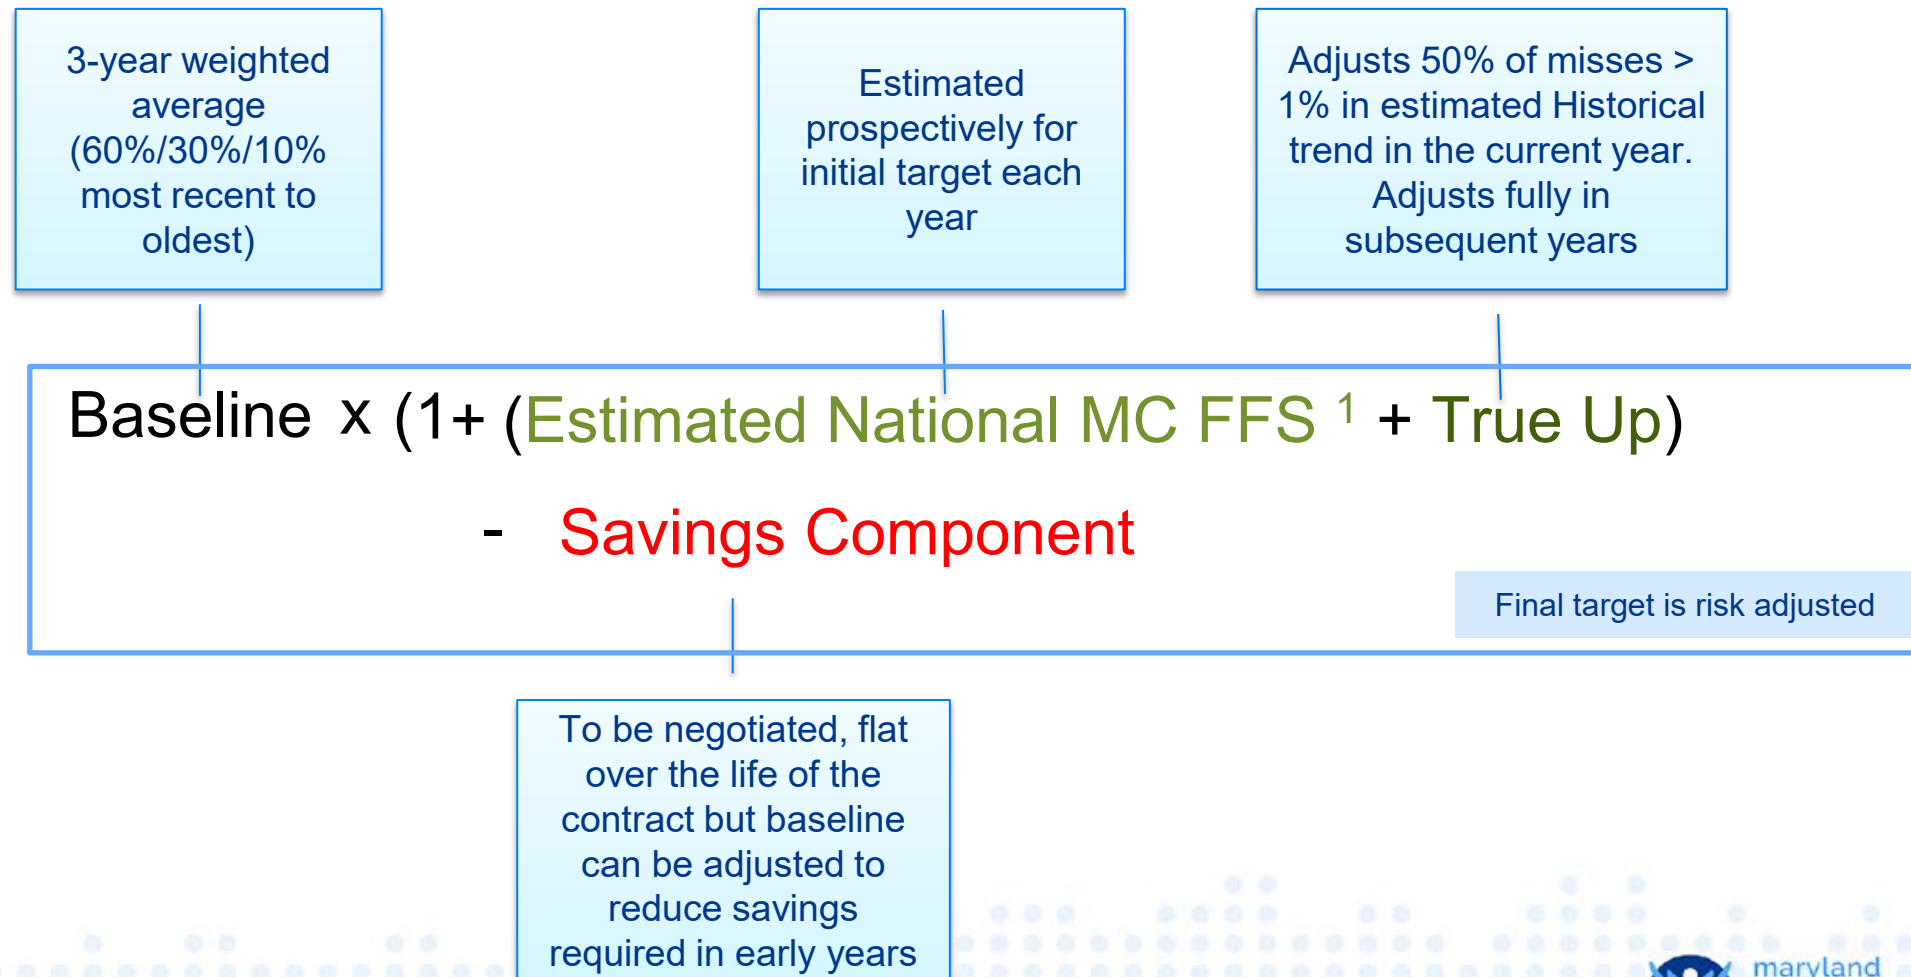 3-year weighted
average
(60%/30%/10%
most recent to
oldest)
Estimated
prospectively for
initial target each
year
Adjusts 50% of misses >
1% in estimated Historical
trend in the current year.
Adjusts fully in
subsequent years
Baseline x (1+ (Estimated National MC FFS ¹ + True Up)
- Savings Component
Final target is risk adjusted
To be negotiated, flat
over the life of the
contract but baseline
can be adjusted to
reduce savings
required in early years
maryland